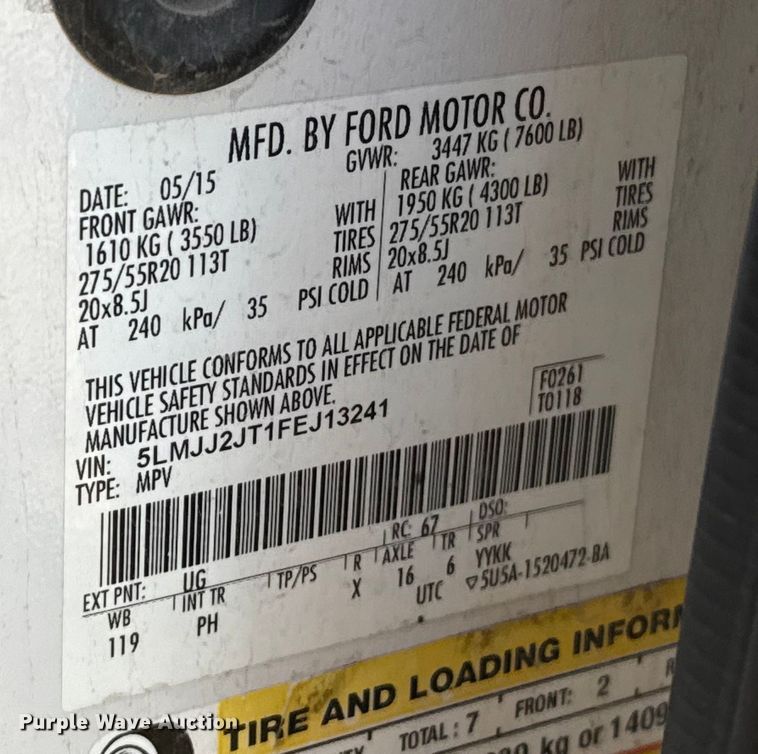 MFD. BY FORD MOTOR CO.
DATE: 05/15 GVWR: 3447 KG ( 7600 LB)
FRONT GAWR: REAR GAWR:
1610 KG ( 3550 LB) WITH 1950 KG ( 4300 LB) WITH
275/55R20 113T TIRES 275/55R20 113T TIRES
20x8.5J RIMS 20x8.5J RIMS
AT 240 kPa/ 35 PSI COLD AT 240 kPa/ 35 PSI COLD
THIS VEHICLE CONFORMS TO ALL APPLICABLE FEDERAL MOTOR
VEHICLE SAFETY STANDARDS IN EFFECT ON THE DATE OF
MANUFACTURE SHOWN ABOVE.
F0261
T0118
VIN: 5LMJJ2JT1FEJ13241
TYPE: MPV
EXT PNT: UG RC: 67 DSO:
WB INT TR TP/PS R AXLE TR SPR
119 PH X 16 6 YYKK
UTC ▽5U5A-1520472-BA
TIRE AND LOADING INFOR
TOTAL : 7 FRONT: 2
kg or 1409
Purple Wave Auction